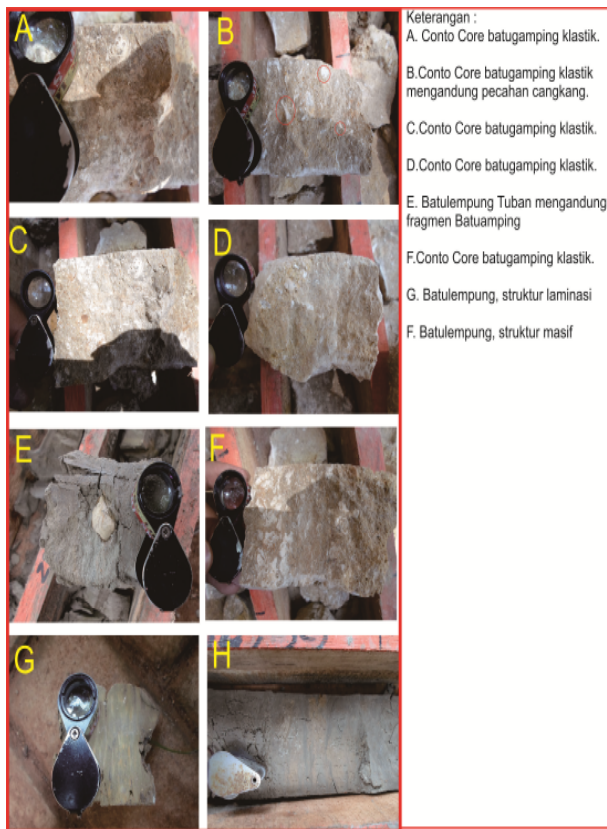 A
B
C
D
E
F
G
H
Keterangan :
A. Conto Core batugamping klastik.
B.Conto Core batugamping klastik
mengandung pecahan cangkang.
C.Conto Core batugamping klastik.
D.Conto Core batugamping klastik.
E. Batulempung Tuban mengandung
fragmen Batuamping
F.Conto Core batugamping klastik.
G. Batulempung, struktur laminasi
F. Batulempung, struktur masif